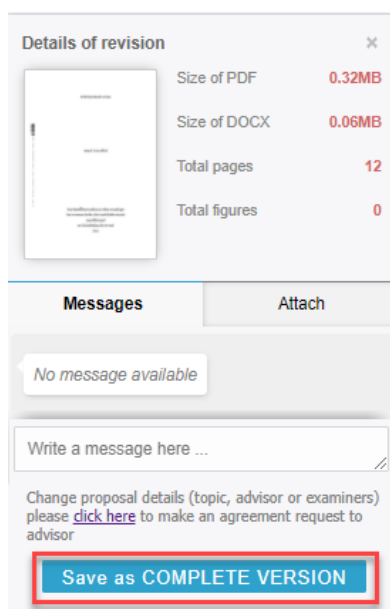 Details of revision ×
Size of PDF 0.32MB
Size of DOCX 0.06MB
Total pages 12
Total figures 0
Messages Attach
No message available
Write a message here ...
Change proposal details (topic, advisor or examiners)
please click here to make an agreement request to
advisor
Save as COMPLETE VERSION